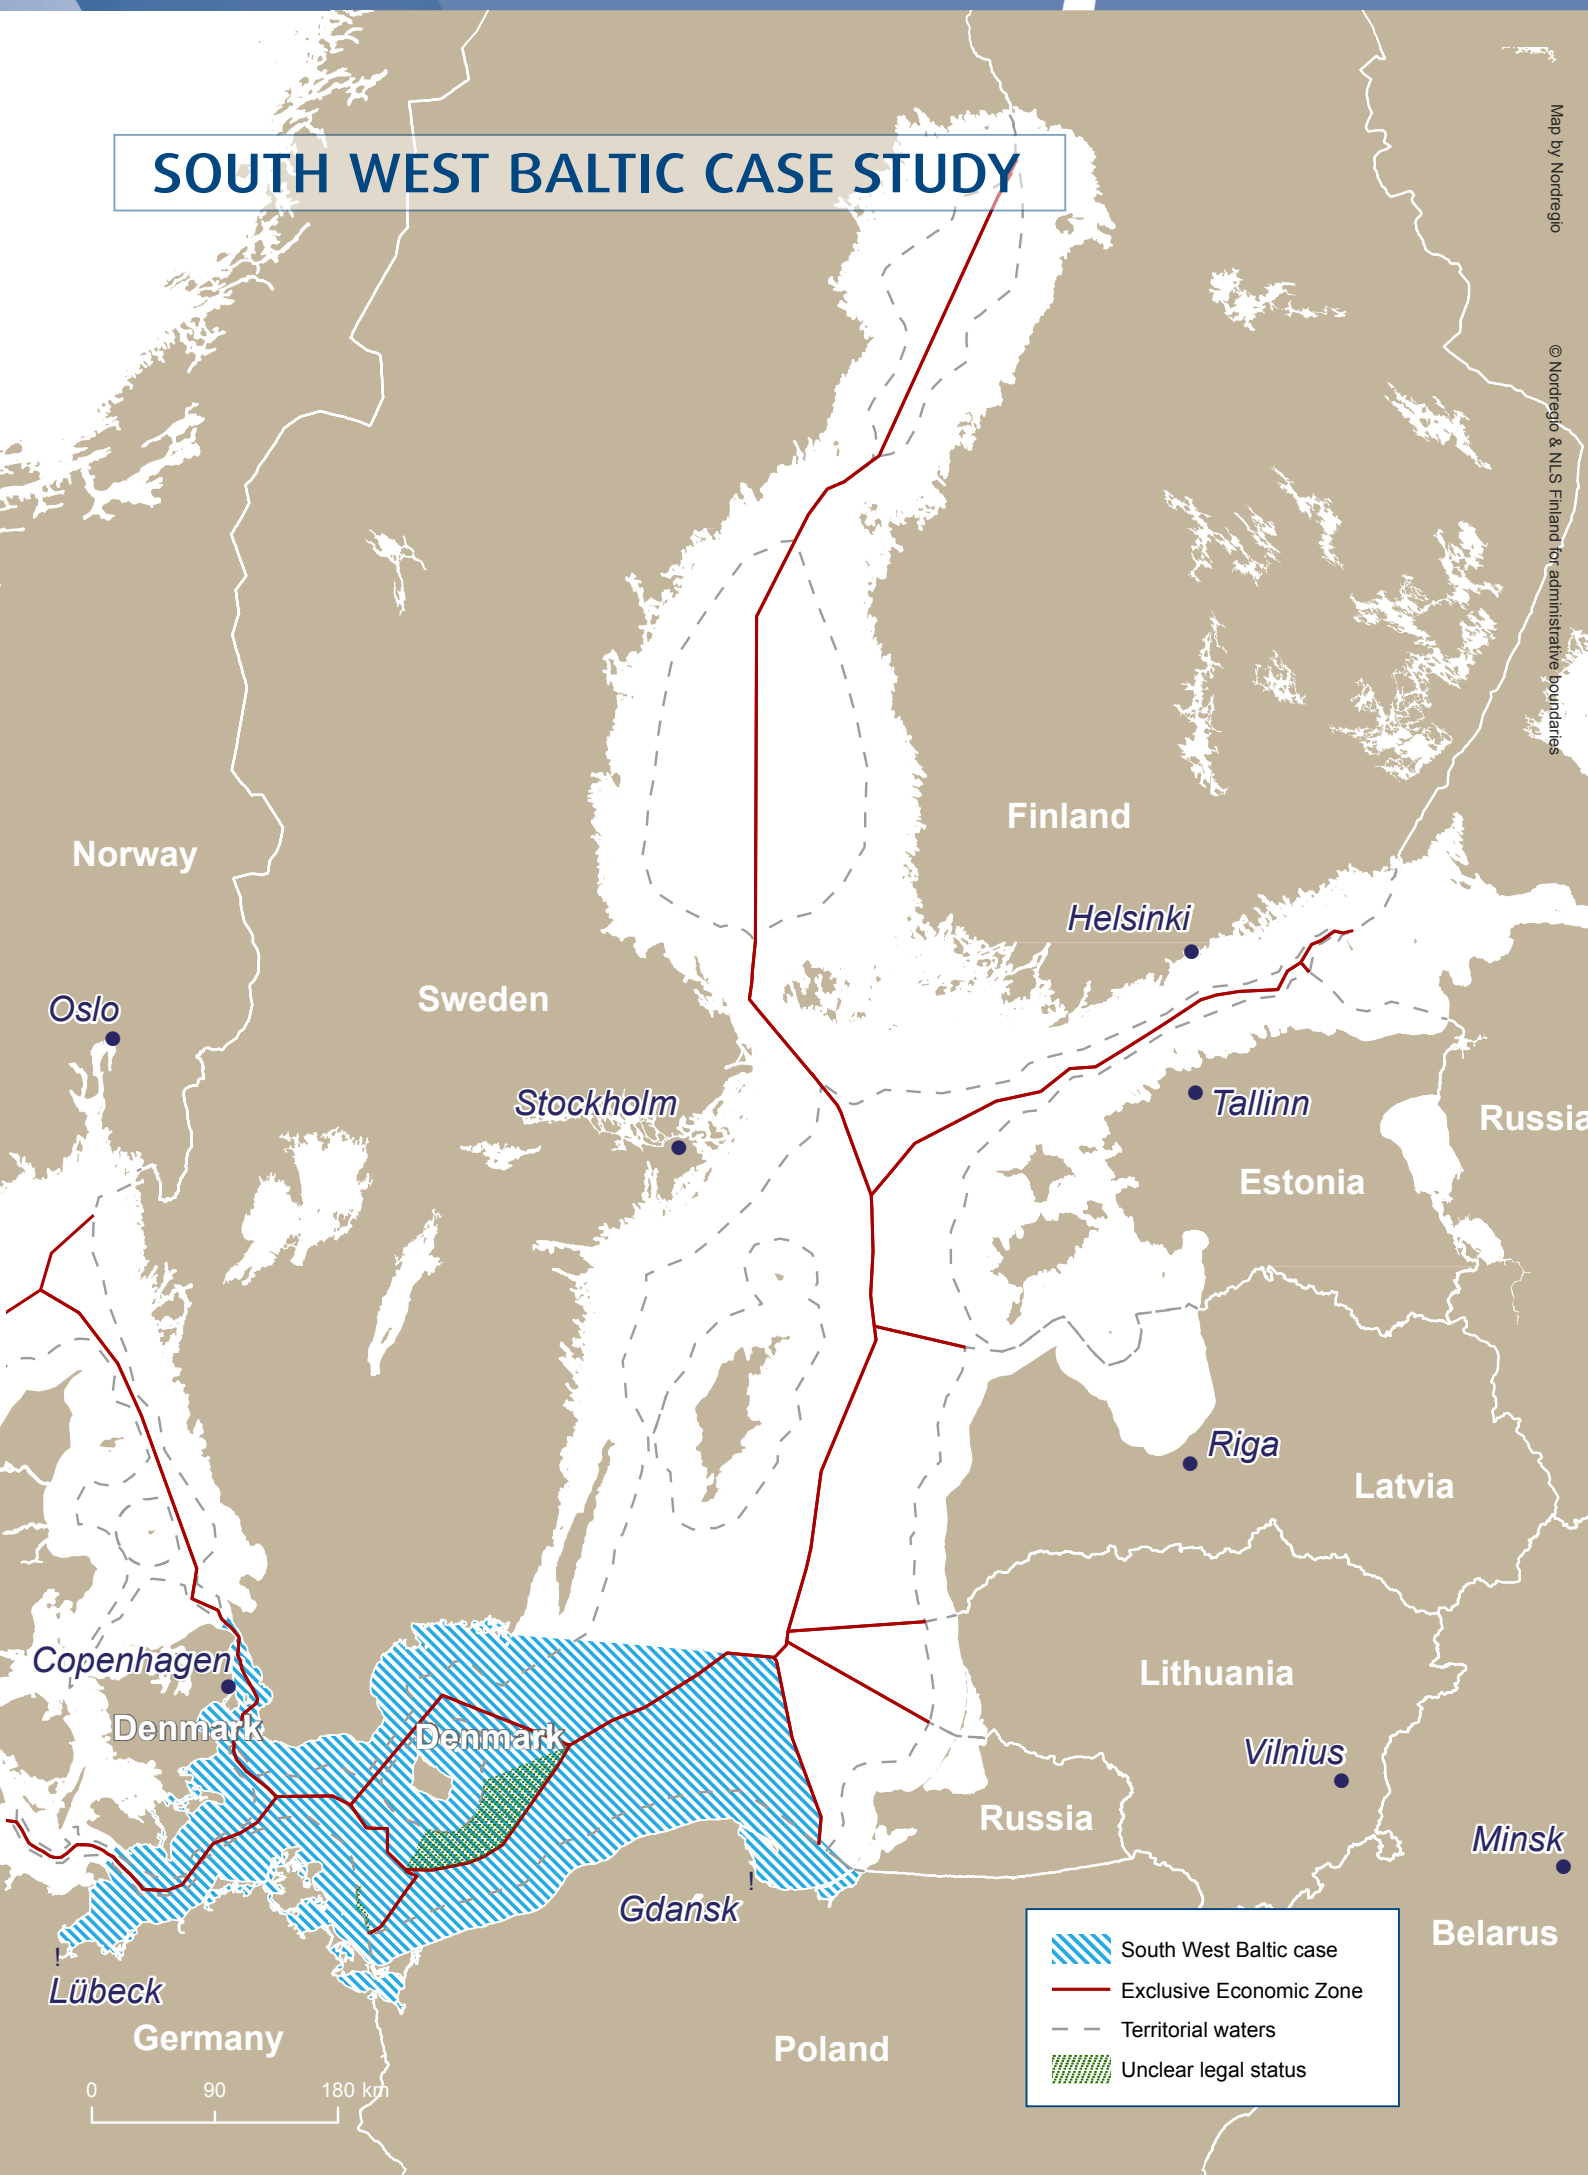 SOUTH WEST BALTIC CASE STUDY
Map by Nordregio
© Nordregio & NLS Finland for administrative boundaries
Finland
Norway
Helsinki
Sweden
Oslo
Stockholm
Tallinn
Russia
Estonia
Riga
Latvia
Copenhagen
Lithuania
Denmark
Denmark
Vilnius
Russia
Minsk
!
Gdansk
Belarus
!
Lübeck
Germany
Poland
South West Baltic case
Exclusive Economic Zone
Territorial waters
Unclear legal status
0 90 180 km